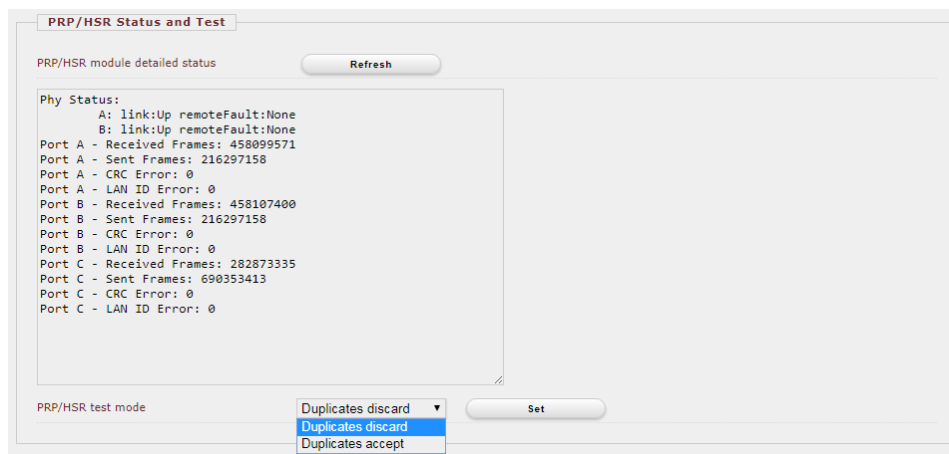 PRP/HSR Status and Test
PRP/HSR module detailed status
Refresh
Phy Status:
A: link:Up remoteFault:None
B: link:Up remoteFault:None
Port A - Received Frames: 458099571
Port A - Sent Frames: 216297158
Port A - CRC Error: 0
Port A - LAN ID Error: 0
Port B - Received Frames: 458107400
Port B - Sent Frames: 216297158
Port B - CRC Error: 0
Port B - LAN ID Error: 0
Port C - Received Frames: 282873335
Port C - Sent Frames: 690353413
Port C - CRC Error: 0
Port C - LAN ID Error: 0
PRP/HSR test mode
Duplicates discard
Set
Duplicates discard
Duplicates accept